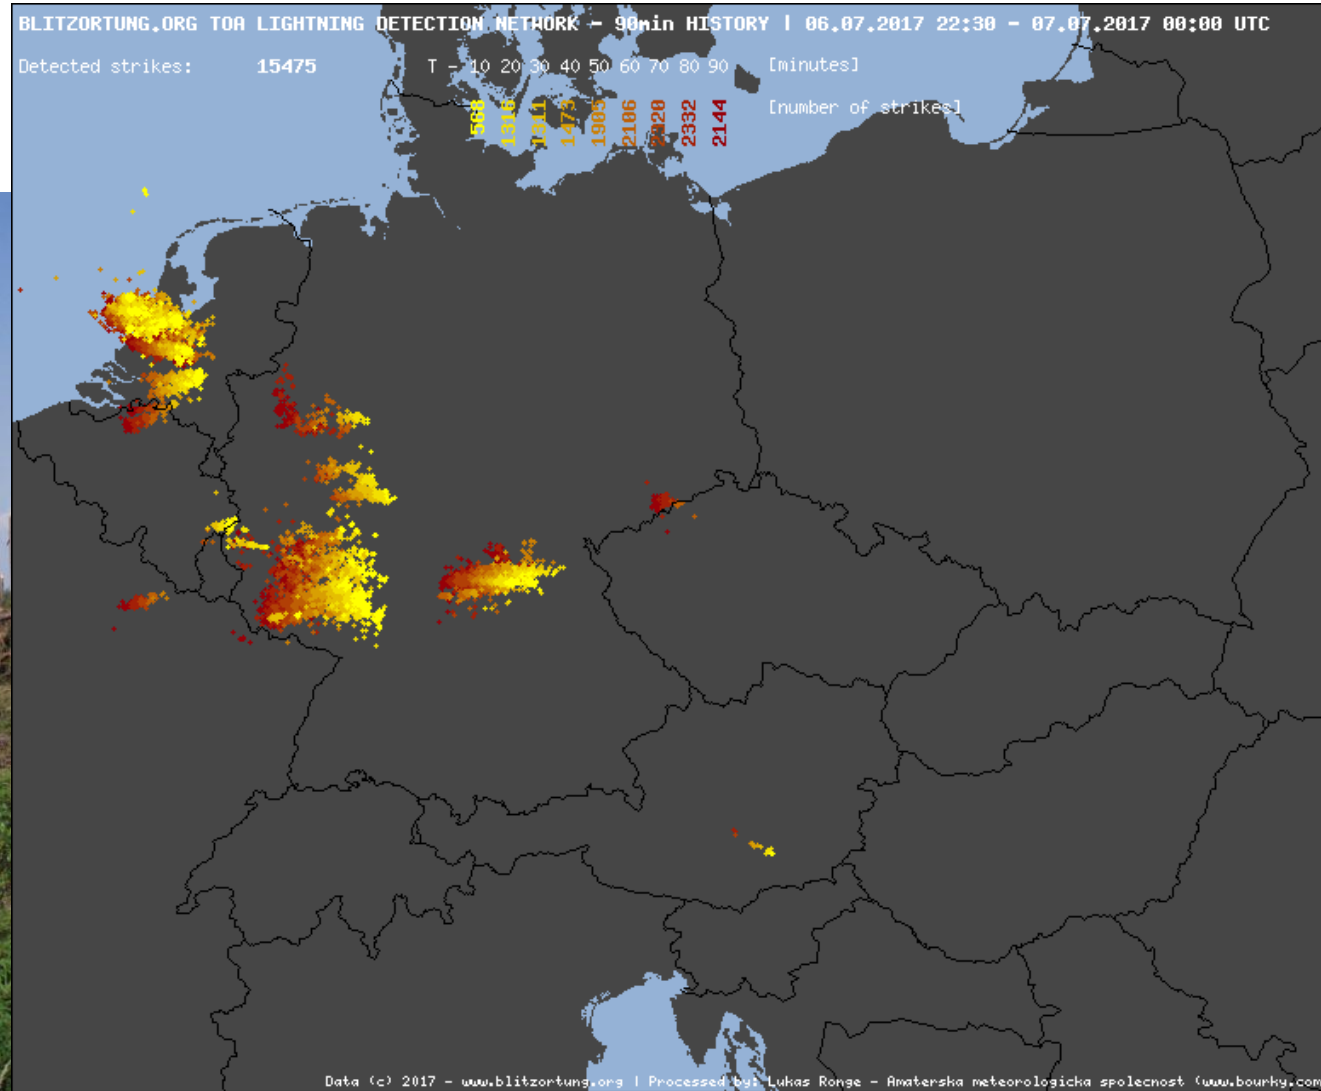 BLITZORTUNG.ORG TOA LIGHTNING DETECTION NETWORK - 90min HISTORY | 06.07.2017 22:30 - 07.07.2017 00:00 UTC
Detected strikes: 15475 T - 10 20 30 40 50 60 70 80 90 [minutes]
568 1316 1311 1473 1905 2106 2320 2332 2144 [number of strikes]
Data (c) 2017 - www.blitzortung.org | Processed by: Lukas Ronge - Amaterska meteorologicka spolecnost (www.bourky.com